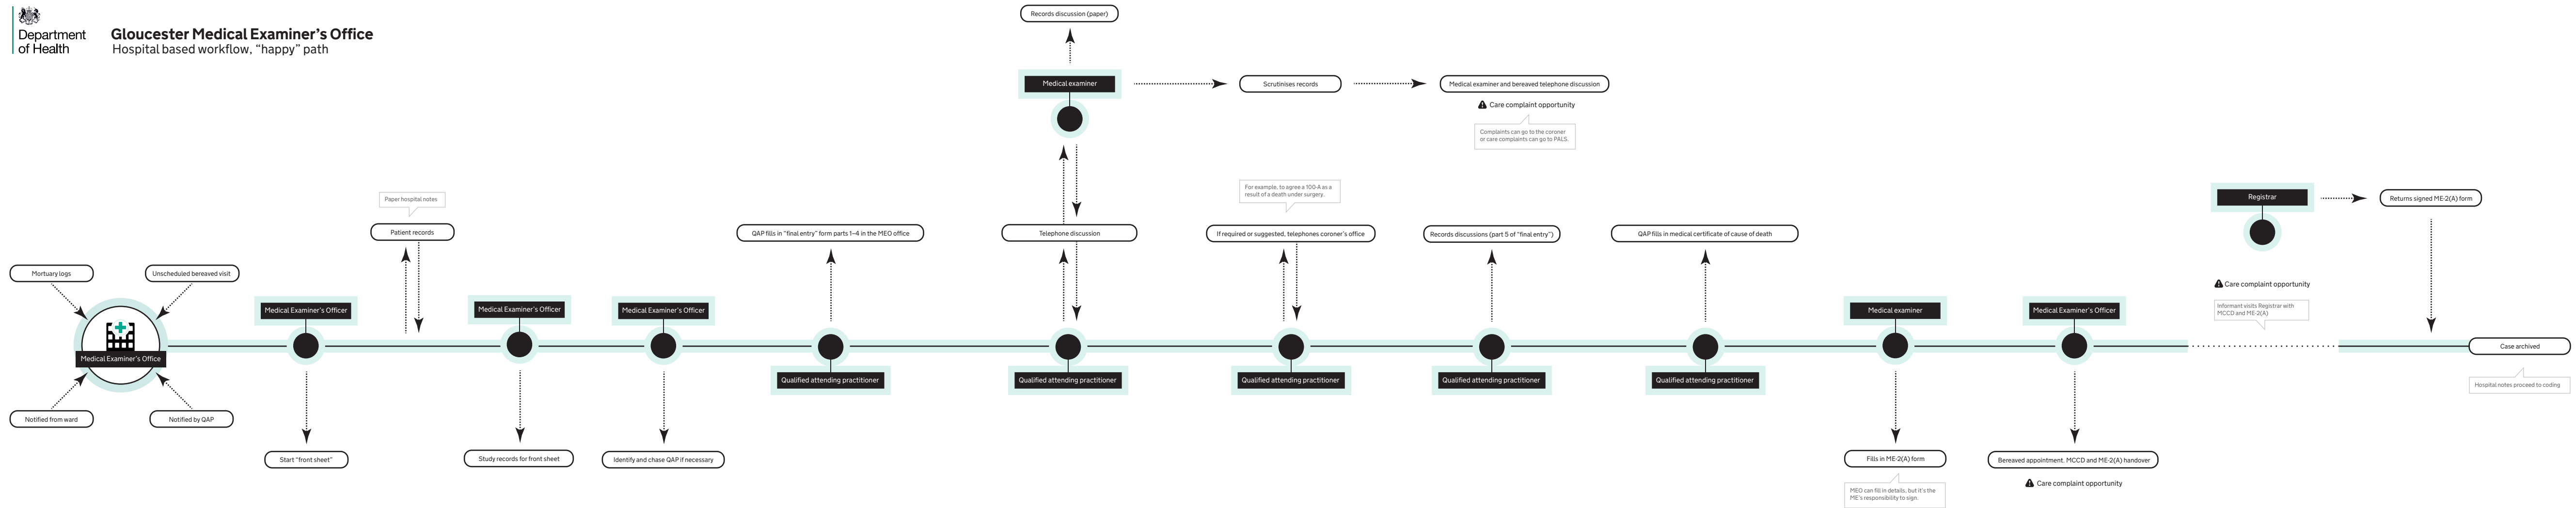 Department
of Health
Gloucester Medical Examiner's Office
Hospital based workflow, “happy” path
Records discussion (paper)
Medical examiner
Scrutinises records
Medical examiner and bereaved telephone discussion
Care complaint opportunity
Complaints can go to the coroner
or care complaints can go to PALS.
Paper hospital notes
Patient records
QAP fills in “final entry” form parts 1–4 in the MEO office
Telephone discussion
For example, to agree a 100-A as a
result of a death under surgery.
If required or suggested, telephones coroner's office
Records discussions (part 5 of “final entry”)
QAP fills in medical certificate of cause of death
Registrar
Returns signed ME-2(A) form
Care complaint opportunity
Informant visits Registrar with
MCCD and ME-2(A)
Mortuary logs
Unscheduled bereaved visit
Medical Examiner's Office
Notified from ward
Notified by QAP
Medical Examiner's Officer
Start “front sheet”
Medical Examiner's Officer
Study records for front sheet
Medical Examiner's Officer
Identify and chase QAP if necessary
Qualified attending practitioner
Qualified attending practitioner
Qualified attending practitioner
Qualified attending practitioner
Qualified attending practitioner
Medical examiner
Fills in ME-2(A) form
MEO can fill in details, but it's the
ME's responsibility to sign.
Medical Examiner's Officer
Bereaved appointment. MCCD and ME-2(A) handover
Care complaint opportunity
Case archived
Hospital notes proceed to coding